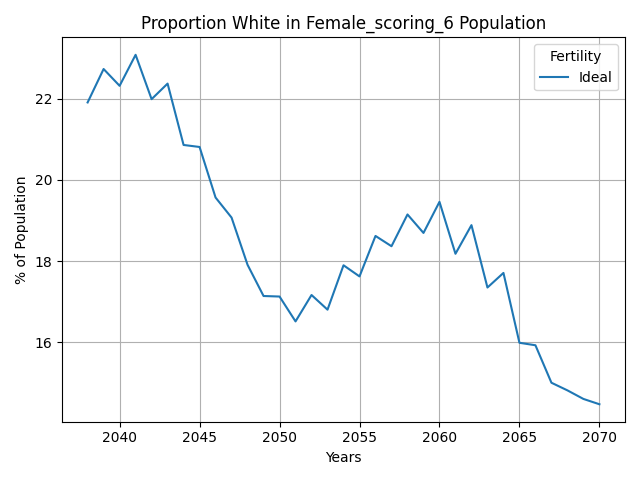 Proportion White in Female_scoring_6 Population
Fertility
Ideal
% of Population
22
20
18
16
2040 2045 2050 2055 2060 2065 2070
Years